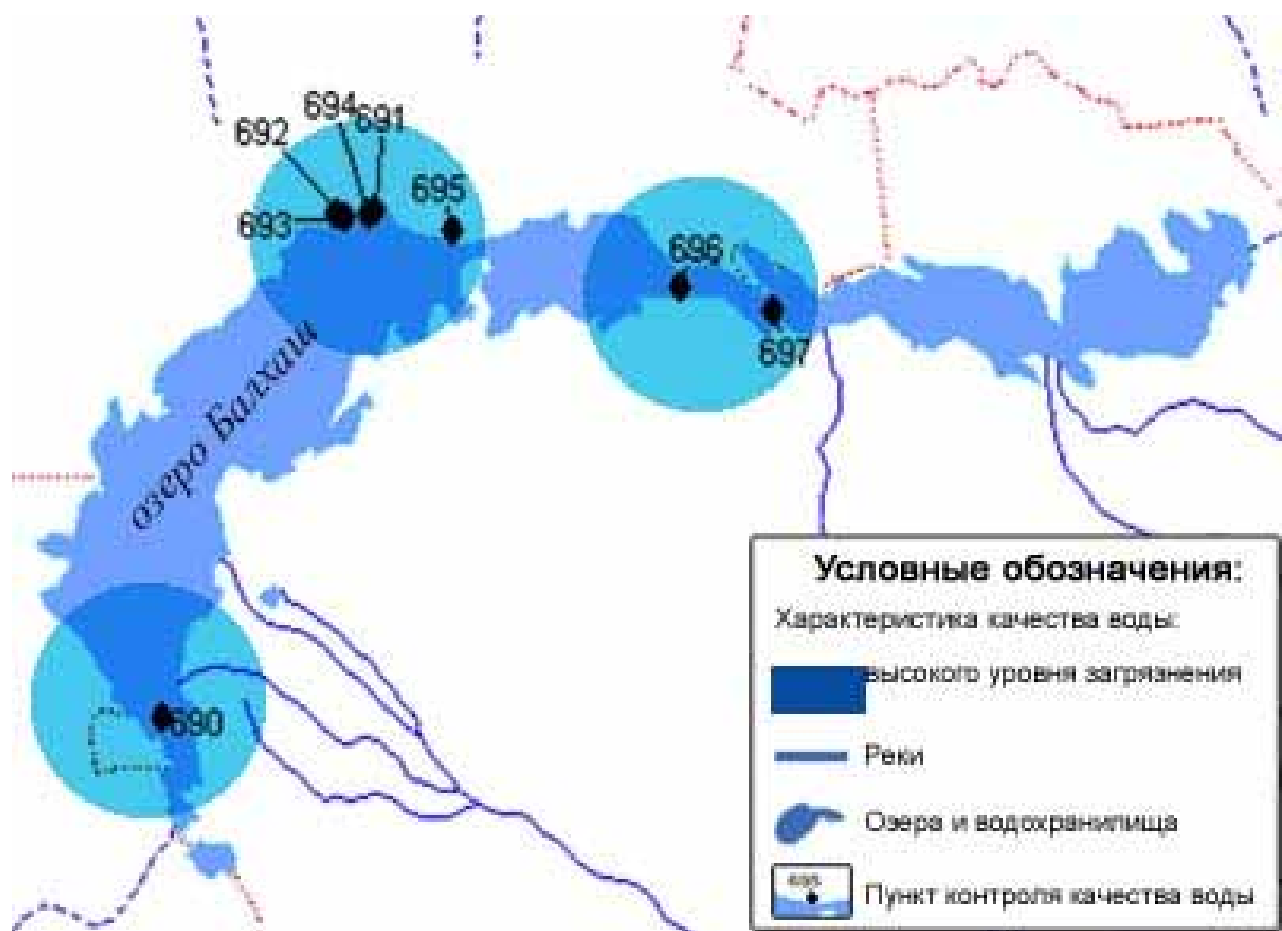 694
691
692
693
695
696
697
озеро Балхаш
690
Условные обозначения:
Характеристика качества воды:
высокого уровня загрязнения
Реки
Озера и водохранилища
695
Пункт контроля качества воды